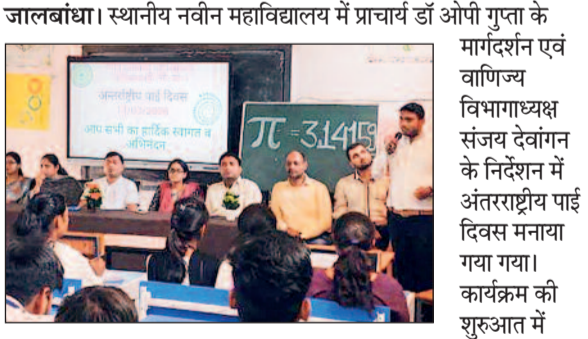 जालबांधा। स्थानीय नवीन महाविद्यालय में प्राचार्य डॉ ओपी गुप्ता के
मार्गदर्शन एवं
वाणिज्य
विभागाध्यक्ष
संजय देवांगन
के निर्देशन में
अंतरराष्ट्रीय पाई
दिवस मनाया
गया गया।
कार्यक्रम की
शुरुआत में
अन्तर्राष्ट्रीय पाई दिवस
आप सभी का हार्दिक स्वागत व
अभिनंदन
π = 3.14159